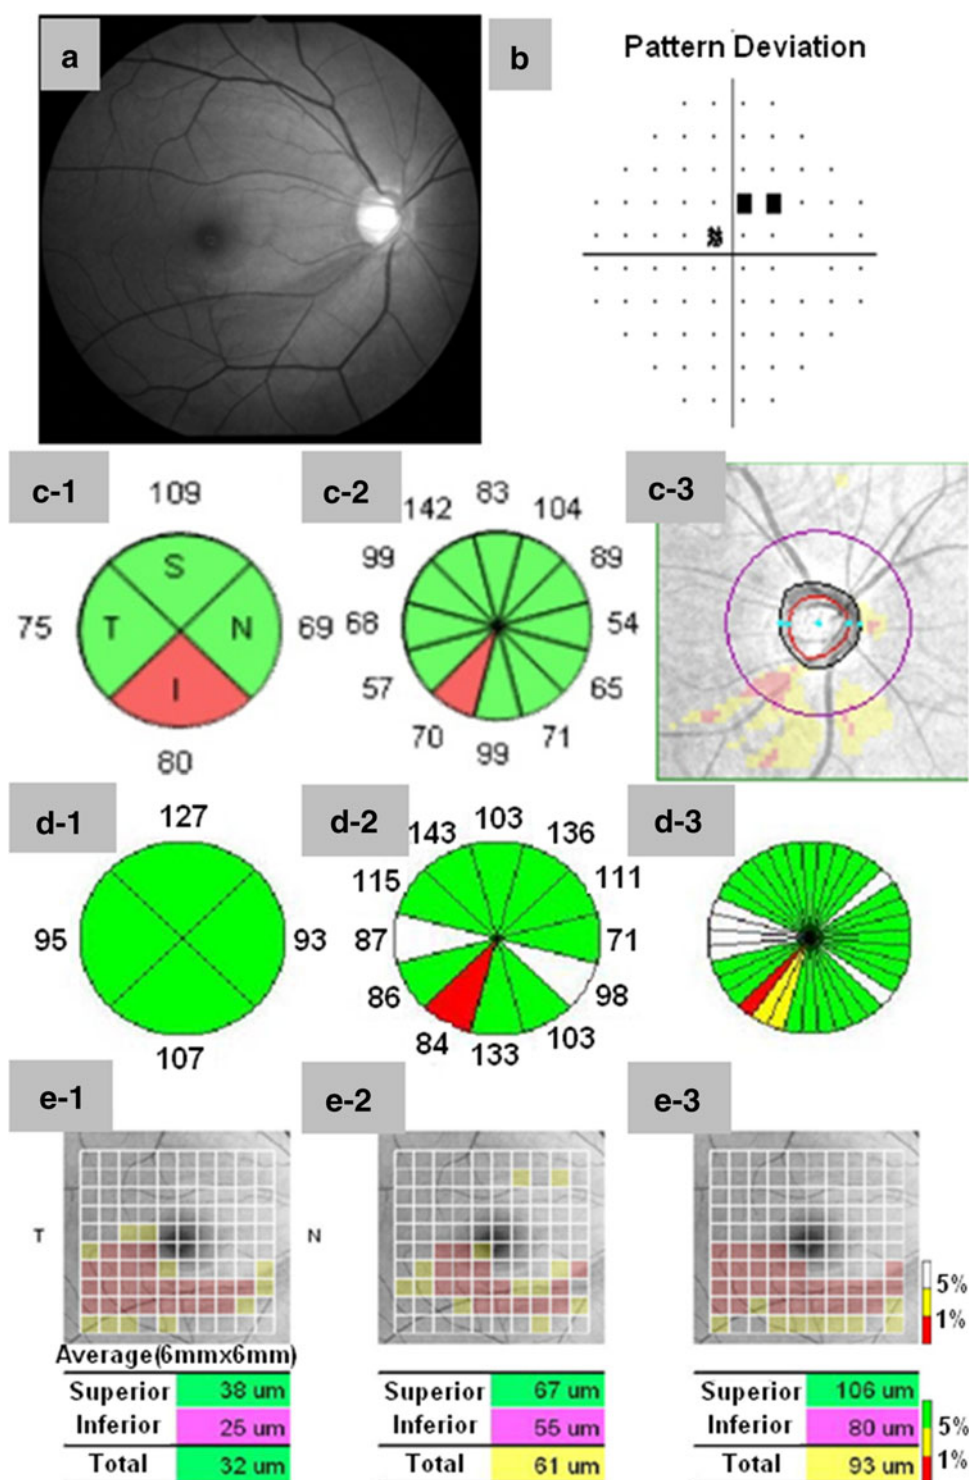 a
b
Pattern Deviation
c-1
109
S
75
T
N
69
I
80
c-2
83
142
104
99
89
68
54
57
65
70
71
99
c-3
d-1
127
95
93
107
d-2
103
143
136
115
111
87
71
86
98
84
103
133
d-3
e-1
e-2
e-3
T
N
5%
1%
Average(6mmx6mm)
Superior 38 um
Inferior 25 um
Total 32 um
Superior 67 um
Inferior 55 um
Total 61 um
Superior 106 um
Inferior 80 um
Total 93 um
5%
1%